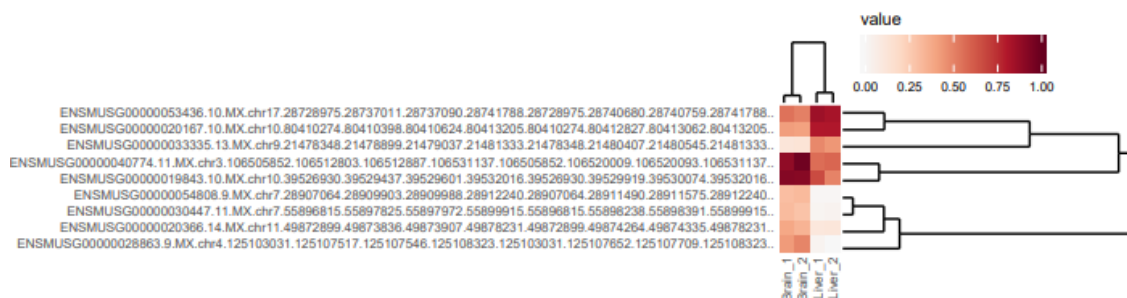 value
0.00 0.25 0.50 0.75 1.00
ENSMUSG00000053436.10.MX.chr17.28728975.28737011.28737090.28741788.28728975.28740680.28740759.28741788..
ENSMUSG00000020167.10.MX.chr10.80410274.80410398.80410624.80413205.80410274.80412827.80413062.80413205..
ENSMUSG00000033335.13.MX.chr9.21478348.21478899.21479037.21481333.21478348.21480407.21480545.21481333..
ENSMUSG00000040774.11.MX.chr3.106505852.106512803.106512887.106531137.106505852.106520009.106520093.106531137..
ENSMUSG00000019843.10.MX.chr10.39526930.39529437.39529601.39532016.39526930.39529919.39530074.39532016..
ENSMUSG00000054808.9.MX.chr7.28907064.28909903.28909988.28912240.28907064.28911490.28911575.28912240..
ENSMUSG00000030447.11.MX.chr7.55896815.55897825.55897972.55899915.55896815.55898238.55898391.55899915..
ENSMUSG00000020366.14.MX.chr11.49872899.49873836.49873907.49878231.49872899.49874264.49874335.49878231..
ENSMUSG00000028863.9.MX.chr4.125103031.125107517.125107546.125108323.125103031.125107652.125107709.125108323..
Brain_1
Brain_2
Liver_1
Liver_2